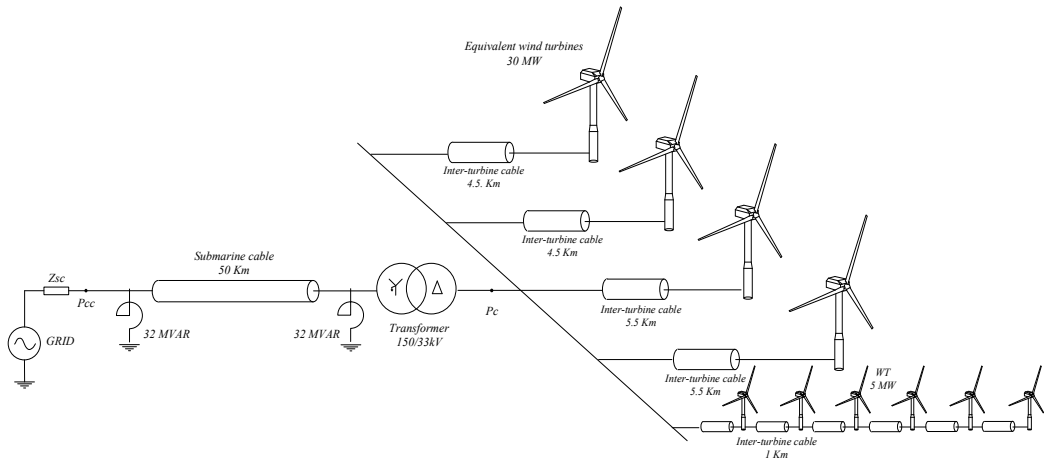 Equivalent wind turbines
30 MW
Inter-turbine cable
4.5. Km
Inter-turbine cable
4.5 Km
Submarine cable
50 Km
Zsc
Pcc
32 MVAR
32 MVAR
GRID
Transformer
150/33kV
Pc
Δ
Inter-turbine cable
5.5 Km
Inter-turbine cable
5.5 Km
WT
5 MW
Inter-turbine cable
1 Km